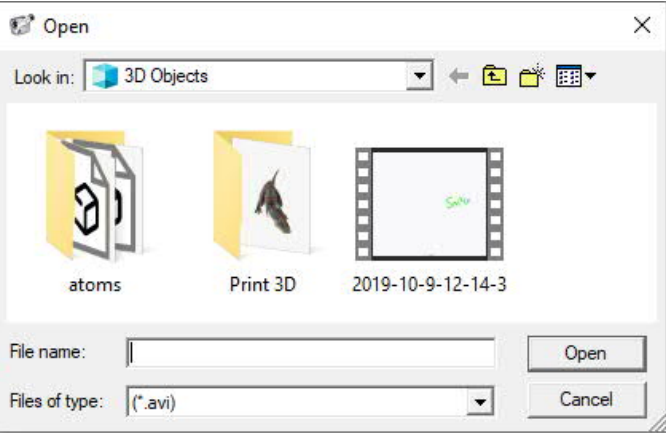 Open
Look in: 3D Objects
atoms
Print 3D
2019-10-9-12-14-3
File name:
Open
Files of type: (*.avi)
Cancel